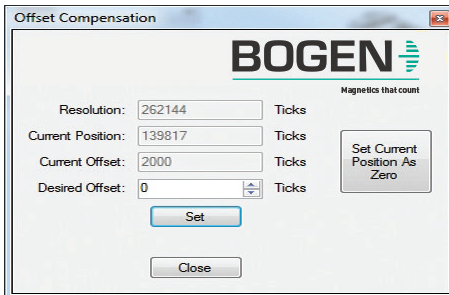 Offset Compensation
BOGEN
Magnetics that count
Resolution: 262144 Ticks
Current Position: 139817 Ticks
Current Offset: 2000 Ticks
Desired Offset: 0 Ticks
Set Current
Position As
Zero
Set
Close